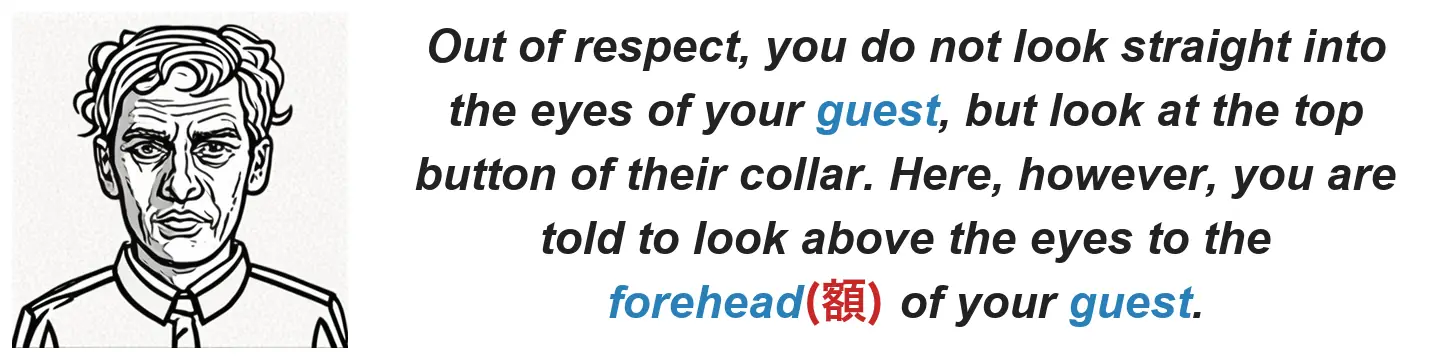 Out of respect, you do not look straight into
the eyes of your guest, but look at the top
button of their collar. Here, however, you are
told to look above the eyes to the
forehead(額) of your guest.